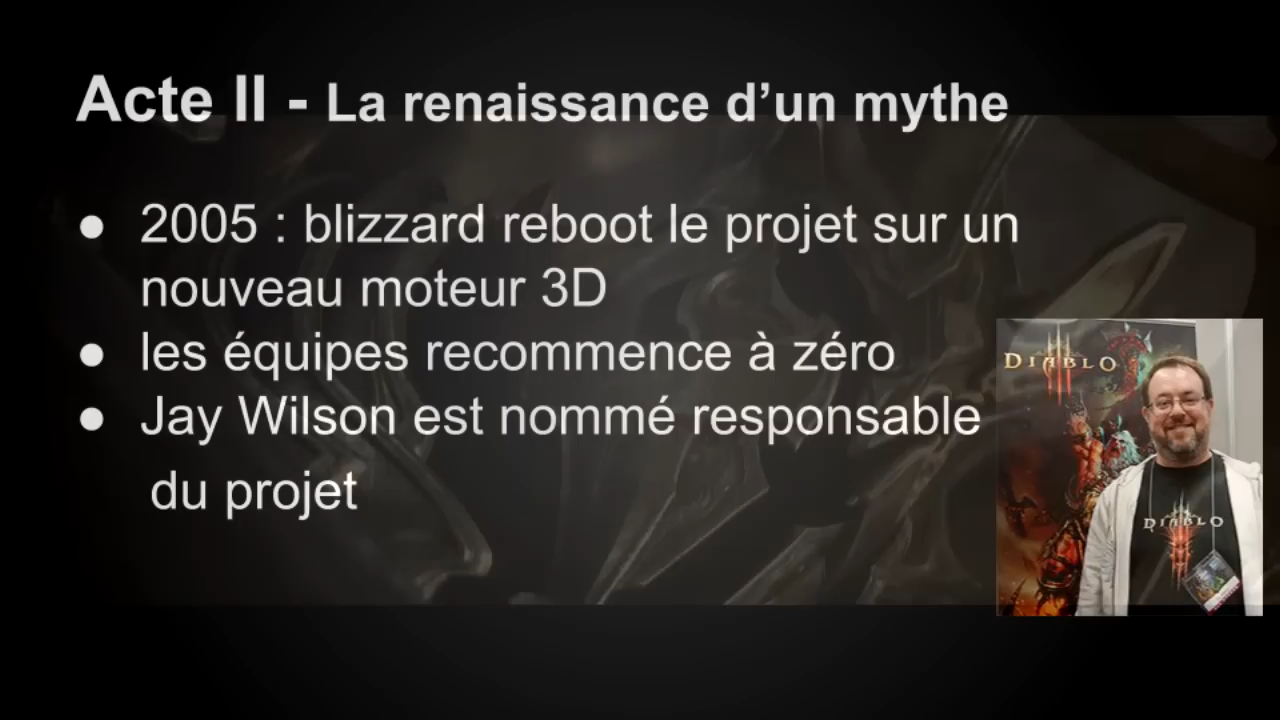 Acte II - La renaissance d’un mythe
● 2005 : blizzard reboot le projet sur un
nouveau moteur 3D
● les équipes recommence à zéro
● Jay Wilson est nommé responsable
du projet
DIABLO
DIABLO